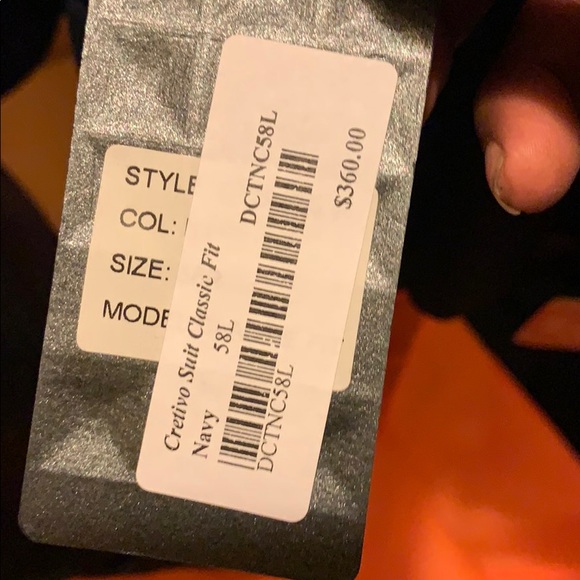 STYLE
COL:
SIZE:
MODE
Cretivo Suit Classic Fit
Navy 58L
DCTNC58L
DCTNC58L
$360.00